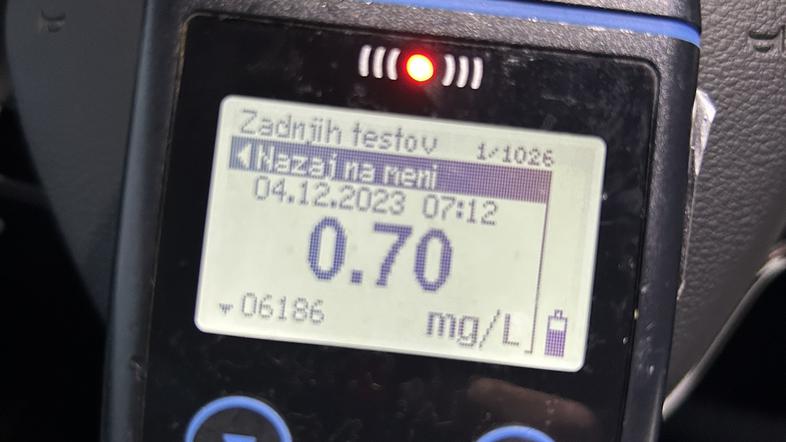 Zadnjih testov 1/1026
Nazaj na meni
04.12.2023 07:12
0.70
06186 mg/L